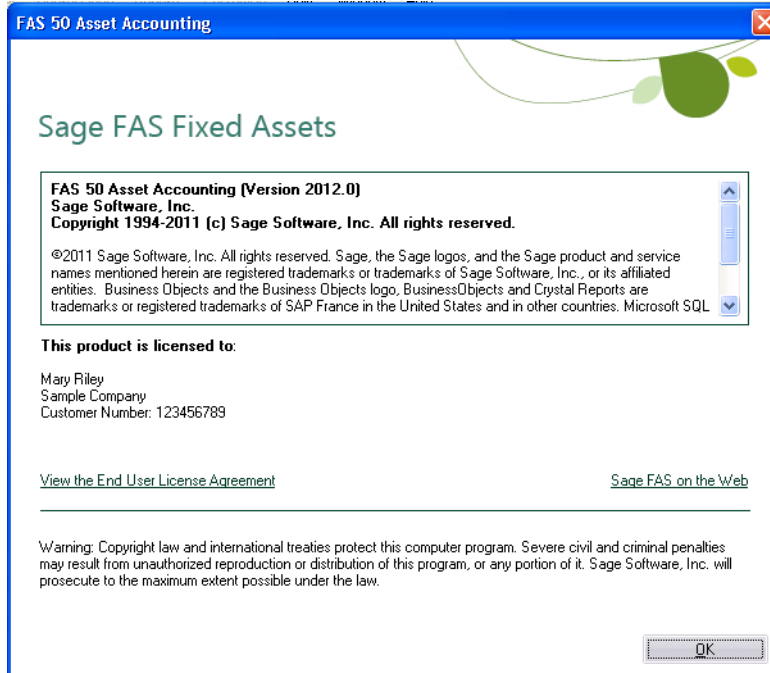 FAS 50 Asset Accounting
Sage FAS Fixed Assets
FAS 50 Asset Accounting (Version 2012.0)
Sage Software, Inc.
Copyright 1994-2011 (c) Sage Software, Inc. All rights reserved.
©2011 Sage Software, Inc. All rights reserved. Sage, the Sage logos, and the Sage product and service
names mentioned herein are registered trademarks or trademarks of Sage Software, Inc., or its affiliated
entities. Business Objects and the Business Objects logo, BusinessObjects and Crystal Reports are
trademarks or registered trademarks of SAP France in the United States and in other countries. Microsoft SQL
This product is licensed to:
Mary Riley
Sample Company
Customer Number: 123456789
View the End User License Agreement
Sage FAS on the Web
Warning: Copyright law and international treaties protect this computer program. Severe civil and criminal penalties
may result from unauthorized reproduction or distribution of this program, or any portion of it. Sage Software, Inc. will
prosecute to the maximum extent possible under the law.
OK